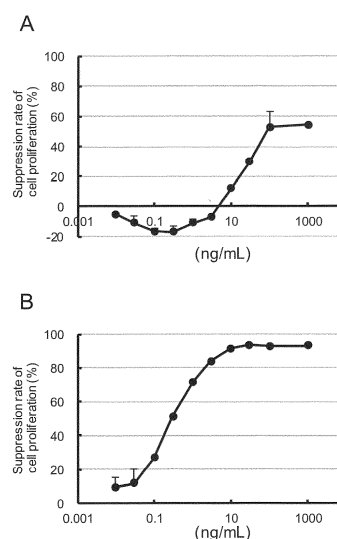 A
Suppression rate of
cell proliferation (%)
100
80
60
40
20
0
-20
0.001 0.1 10 1000
(ng/mL)
B
Suppression rate of
cell proliferation (%)
100
80
60
40
20
0
0.001 0.1 10 1000
(ng/mL)